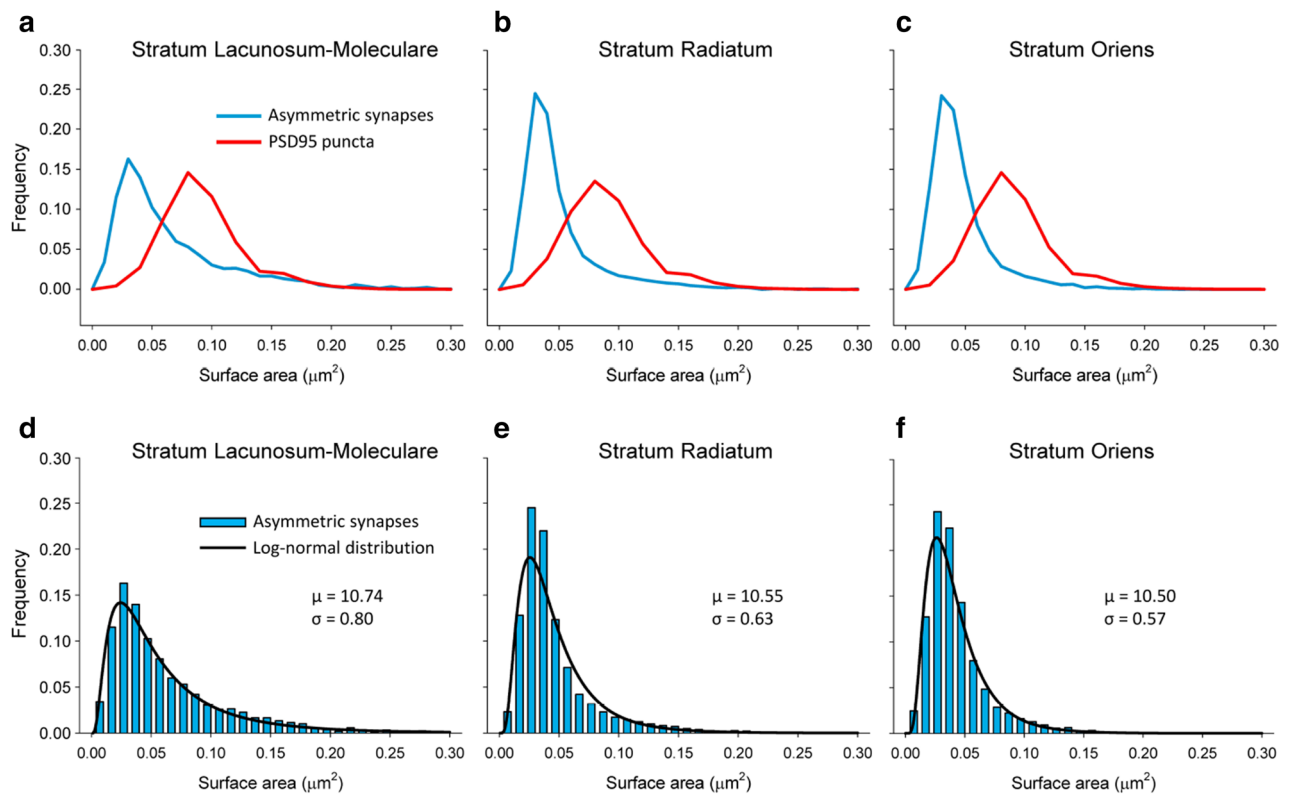 a
b
c
Stratum Lacunosum-Moleculare
Stratum Radiatum
Stratum Oriens
0.30
0.25
0.20
0.15
0.10
0.05
0.00
Frequency
Asymmetric synapses
PSD95 puncta
0.00 0.05 0.10 0.15 0.20 0.25 0.30
0.00 0.05 0.10 0.15 0.20 0.25 0.30
0.00 0.05 0.10 0.15 0.20 0.25 0.30
Surface area (μm²)
Surface area (μm²)
Surface area (μm²)
d
e
f
Stratum Lacunosum-Moleculare
Stratum Radiatum
Stratum Oriens
0.30
0.25
0.20
0.15
0.10
0.05
0.00
Frequency
Asymmetric synapses
Log-normal distribution
μ = 10.74
σ = 0.80
μ = 10.55
σ = 0.63
μ = 10.50
σ = 0.57
0.00 0.05 0.10 0.15 0.20 0.25 0.30
0.00 0.05 0.10 0.15 0.20 0.25 0.30
0.00 0.05 0.10 0.15 0.20 0.25 0.30
Surface area (μm²)
Surface area (μm²)
Surface area (μm²)